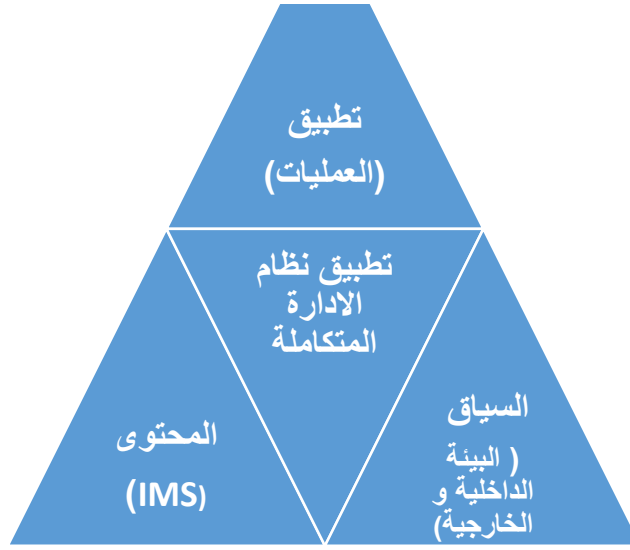 تطبيق
(العمليات)
تطبيق نظام
الادارة
المتكاملة
السياق
( البيئة
الداخلية و
الخارجية)
المحتوى
(IMS)